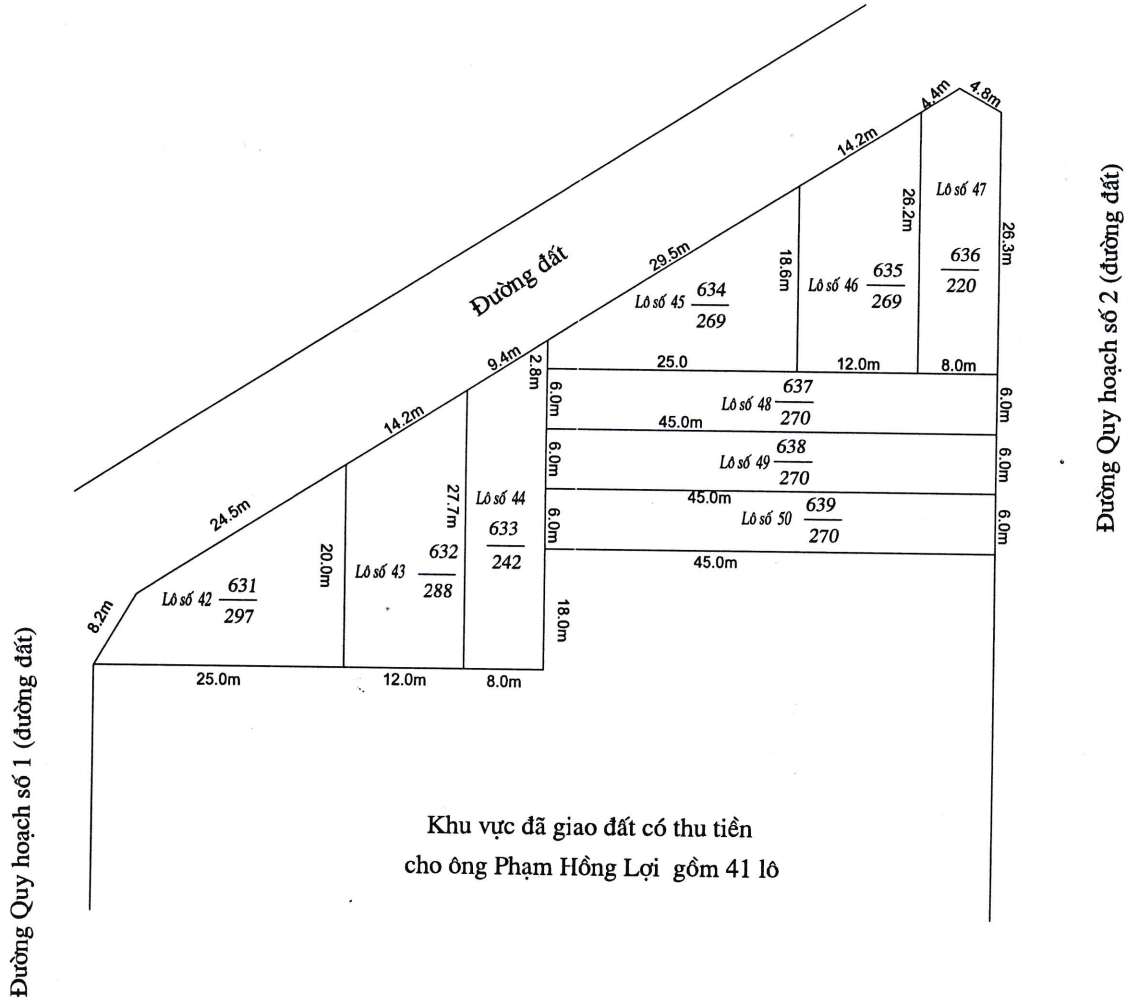 4.4m
4.8m
14.2m
Lô số 47
636
220
26.2m
26.3m
29.5m
18.6m
Lô số 46
635
269
Lô số 45
634
269
Đường đất
9.4m
2.8m
25.0
12.0m
8.0m
6.0m
Lô số 48
637
270
6.0m
45.0m
6.0m
Lô số 49
638
270
6.0m
45.0m
6.0m
Lô số 50
639
270
6.0m
45.0m
14.2m
24.5m
8.2m
Lô số 42
631
297
20.0m
Lô số 43
632
288
27.7m
Lô số 44
633
242
18.0m
25.0m
12.0m
8.0m
Đường Quy hoạch số 1 (đường đất)
Đường Quy hoạch số 2 (đường đất)
Khu vực đã giao đất có thu tiền
cho ông Phạm Hồng Lợi gồm 41 lô